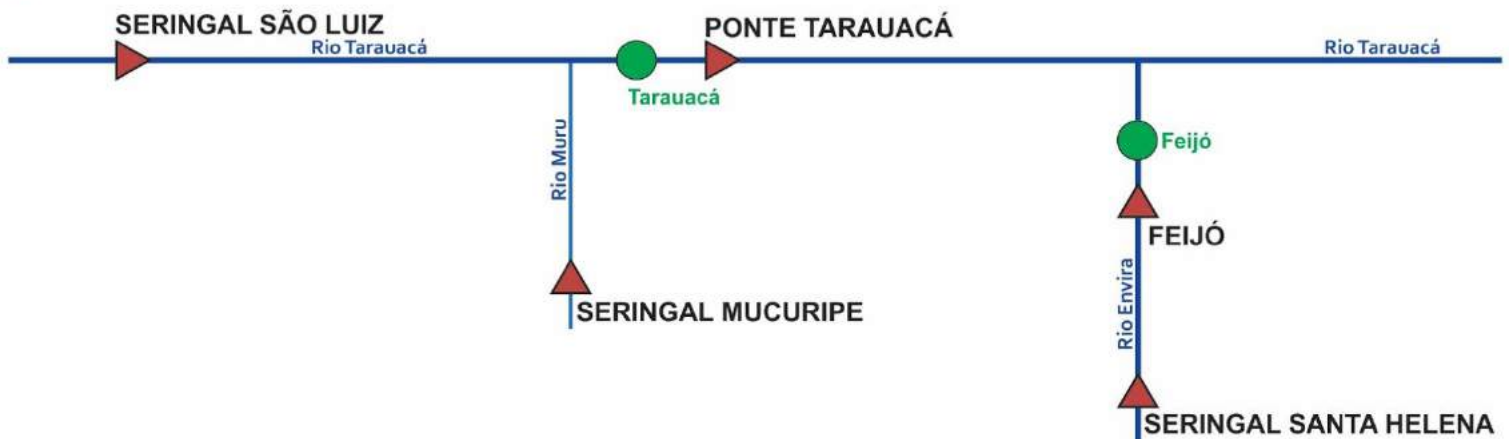 SERINGAL SÃO LUIZ
PONTE TARAUACÁ
Rio Tarauacá
Rio Tarauacá
Tarauacá
Feijó
Rio Muru
FEIJÓ
Rio Envira
SERINGAL MUCURIPE
SERINGAL SANTA HELENA